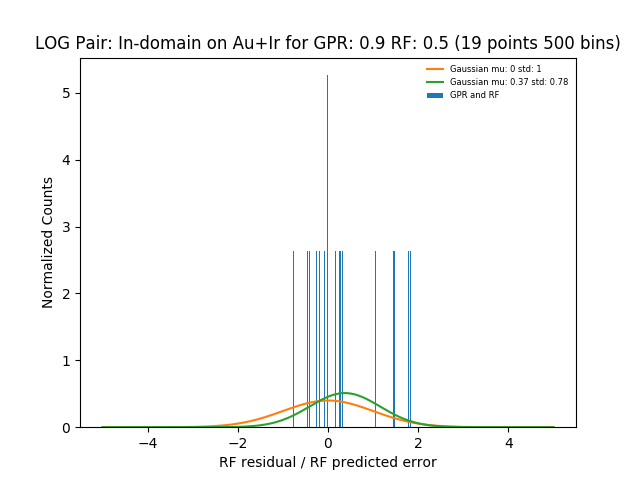 LOG Pair: In-domain on Au+Ir for GPR: 0.9 RF: 0.5 (19 points 500 bins)
Gaussian mu: 0 std: 1
Gaussian mu: 0.37 std: 0.78
GPR and RF
Normalized Counts
5
4
3
2
1
0
−4 −2 0 2 4
RF residual / RF predicted error